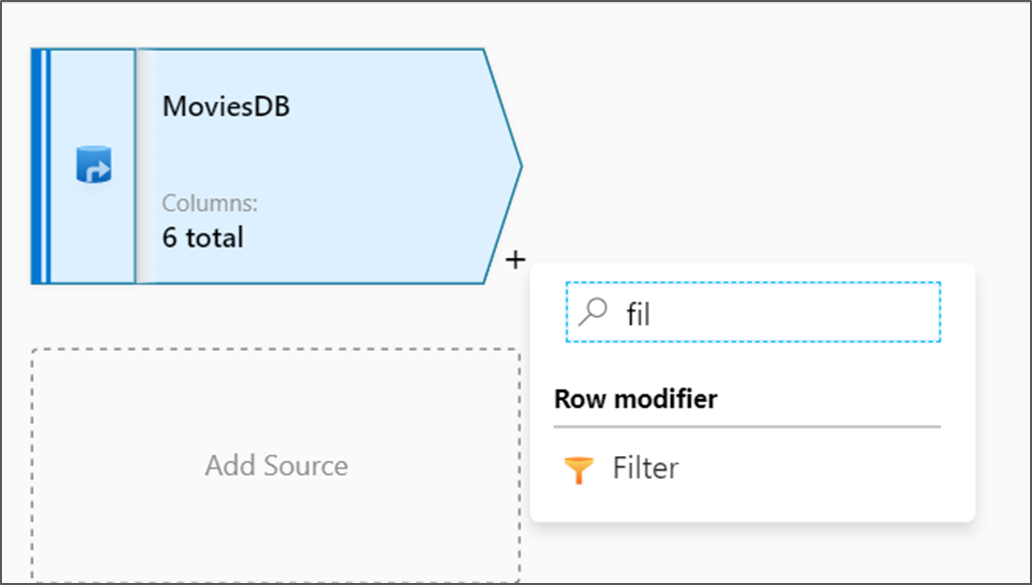 MoviesDB
Columns:
6 total
+
fil
Row modifier
Filter
Add Source